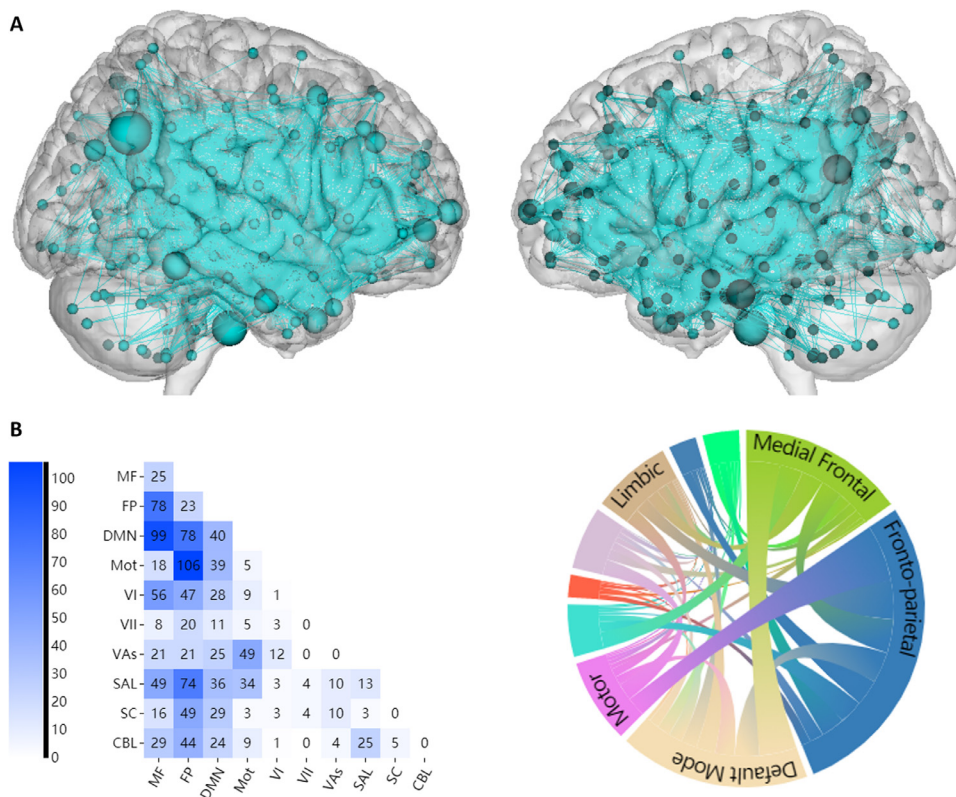 A
B
100
90
80
70
60
50
40
30
20
10
0
MF 25
FP 78 23
DMN 99 78 40
Mot 18 106 39 5
VI 56 47 28 9 1
VII 8 20 11 5 3 0
VAs 21 21 25 49 12 0 0
SAL 49 74 36 34 3 4 10 13
SC 16 49 29 3 3 4 10 3 0
CBL 29 44 24 9 1 0 4 25 5 0
MF FP DMN Mot VI VII VAs SAL SC CBL
Medial Frontal
Fronto-parietal
Default Mode
Motor
Limbic